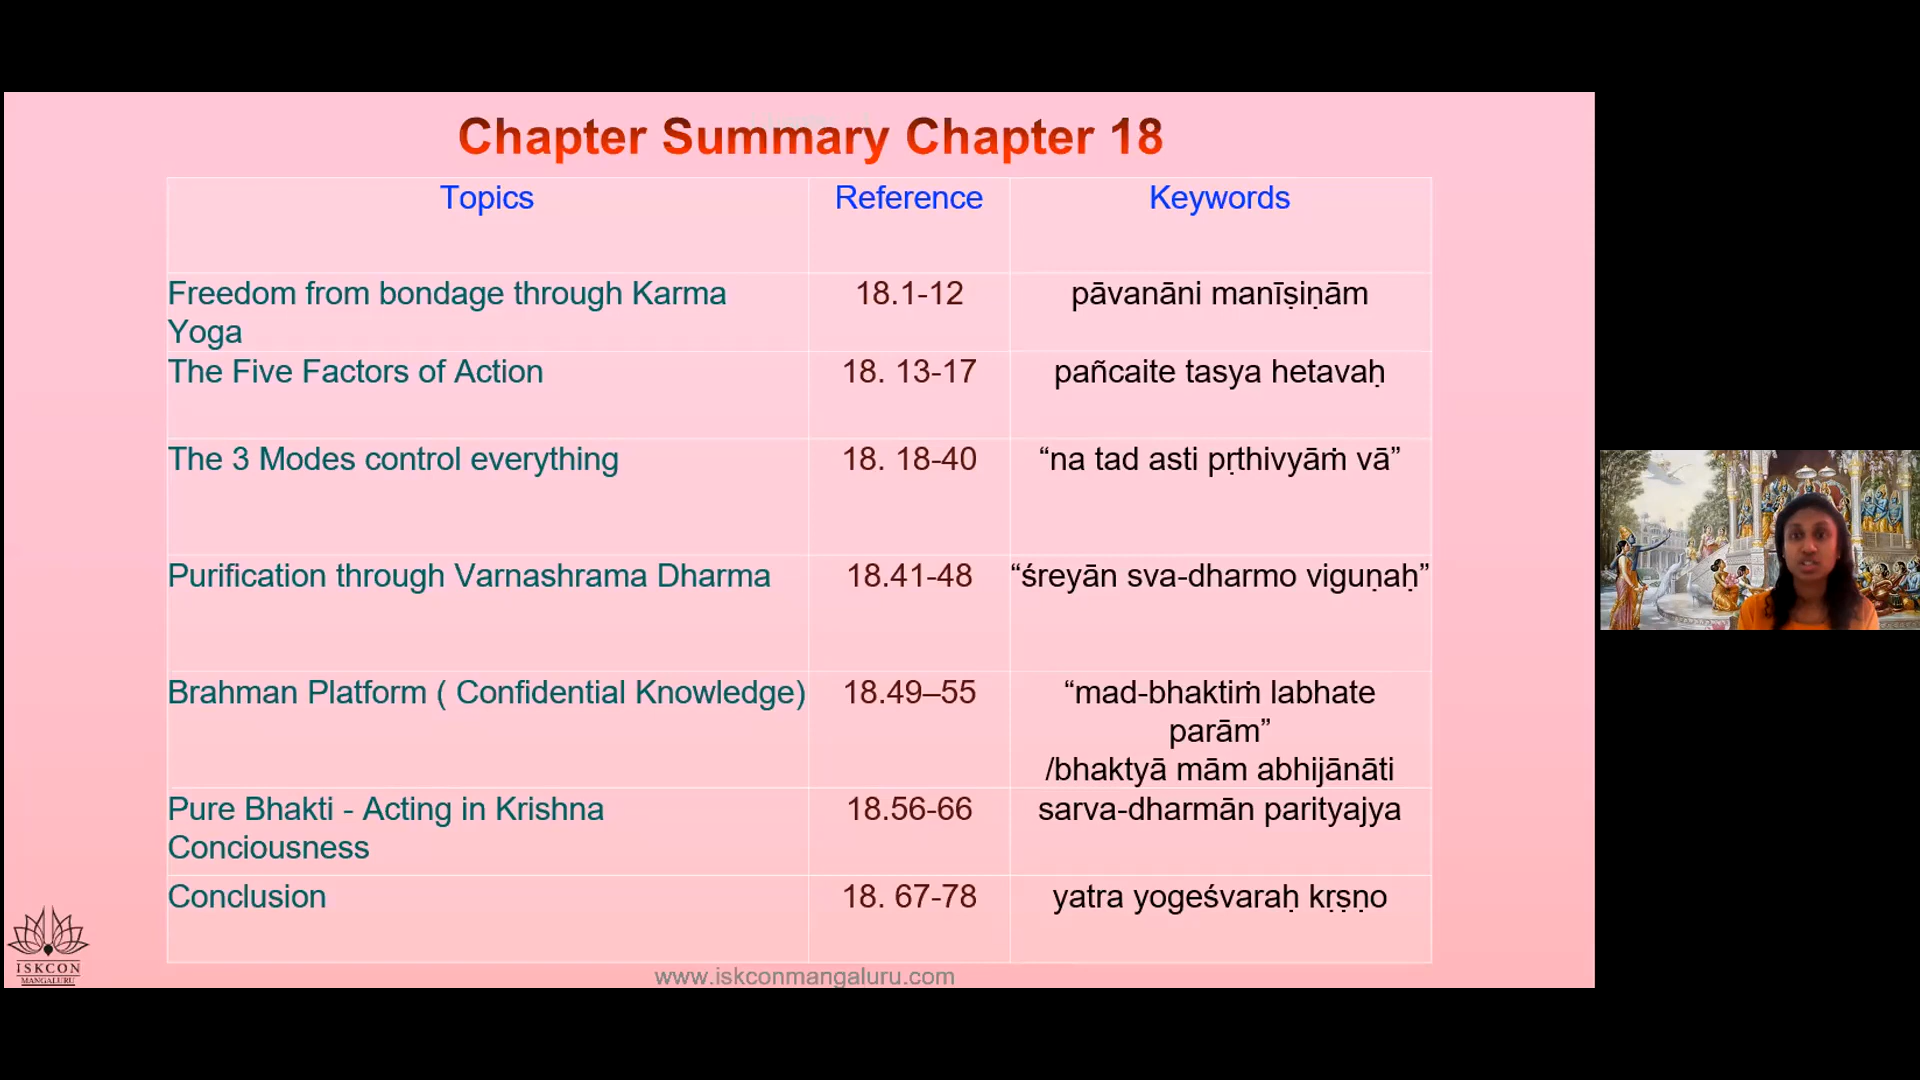 Chapter Summary Chapter 18
Topics Reference Keywords
Freedom from bondage through Karma Yoga 18.1-12 pāvanāni manīṣiṇām
The Five Factors of Action 18. 13-17 pañcaite tasya hetavaḥ
The 3 Modes control everything 18. 18-40 “na tad asti pṛthivyāṁ vā”
Purification through Varnashrama Dharma 18.41-48 “śreyān sva-dharmo viguṇaḥ”
Brahman Platform ( Confidential Knowledge) 18.49–55 “mad-bhaktiṁ labhate
parām”
/bhaktyā mām abhijānāti
Pure Bhakti - Acting in Krishna Conciousness 18.56-66 sarva-dharmān parityajya
Conclusion 18. 67-78 yatra yogeśvaraḥ kṛṣṇo
ISKCON
MANGALURU
www.iskconmangaluru.com